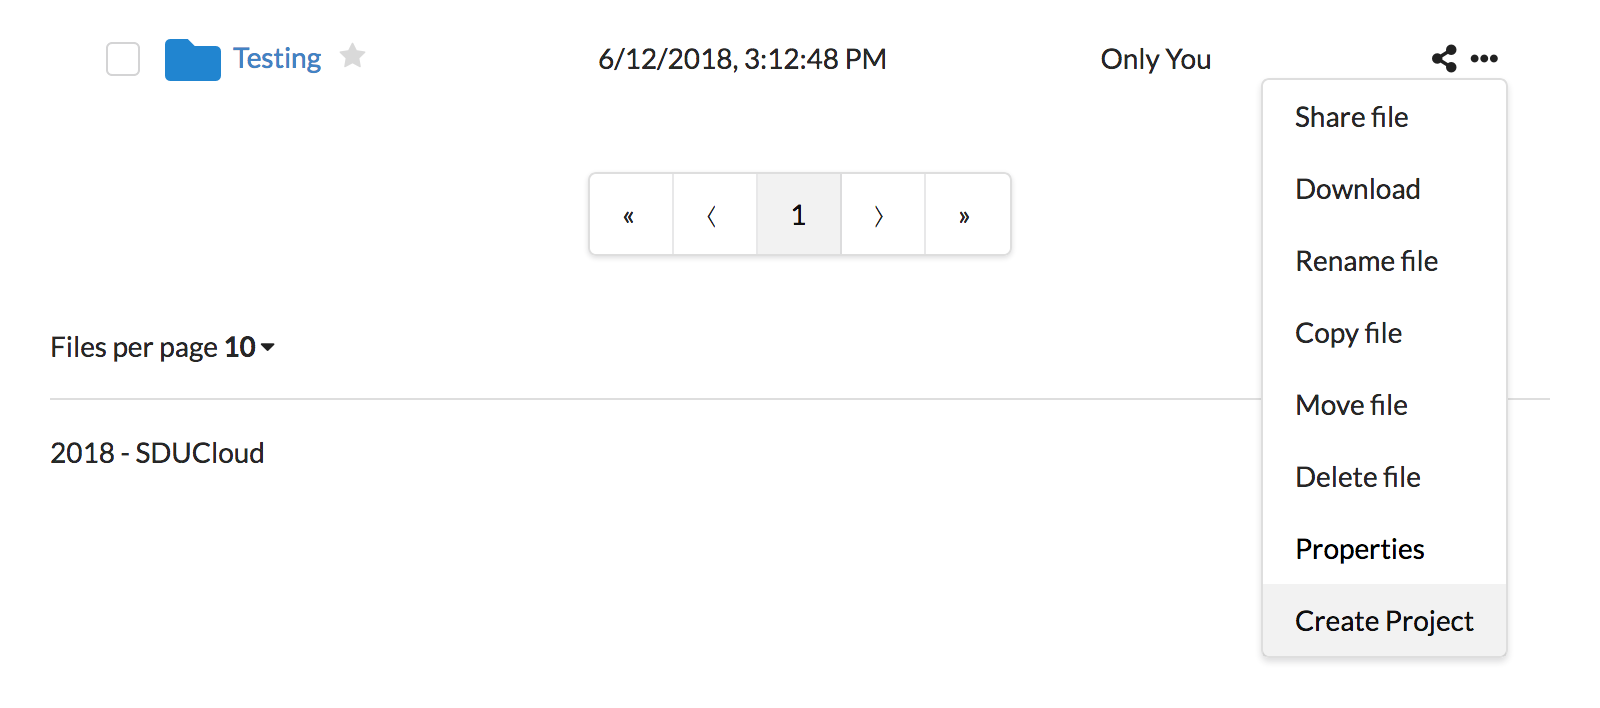 Testing 6/12/2018, 3:12:48 PM Only You
Share file
Download
Rename file
Copy file
Move file
Delete file
Properties
Create Project
« 〈 1 〉 »
Files per page 10
2018 - SDUCloud